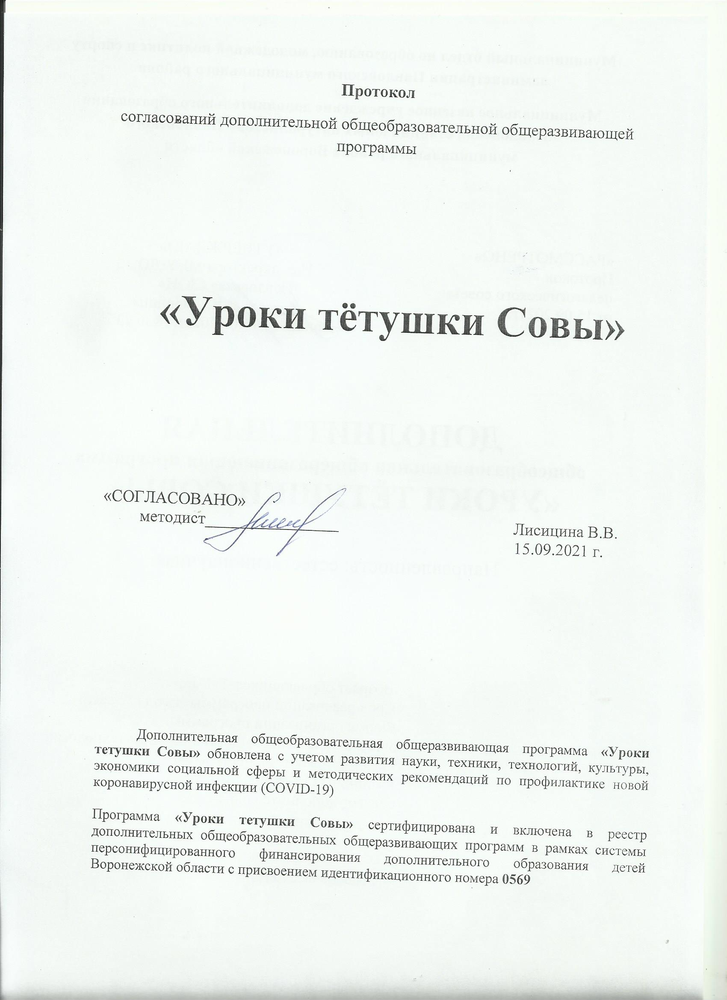 Протокол
согласований дополнительной общеобразовательной общеразвивающей
программы
«Уроки тётушки Совы»
«СОГЛАСОВАНО»
методист
Лисицина В.В.
15.09.2021 г.
Дополнительная общеобразовательная общеразвивающая программа «Уроки
тетушки Совы» обновлена с учетом развития науки, техники, технологий, культуры,
экономики социальной сферы и методических рекомендаций по профилактике новой
коронавирусной инфекции (COVID-19)
Программа «Уроки тетушки Совы» сертифицирована и включена в реестр
дополнительных общеобразовательных общеразвивающих программ в рамках системы
персонифицированного финансирования дополнительного образования детей
Воронежской области с присвоением идентификационного номера 0569